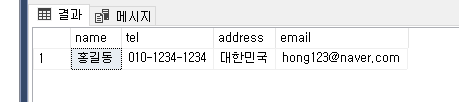 결과 메시지
name tel address email
1 홍길동 010-1234-1234 대한민국 hong123@naver.com